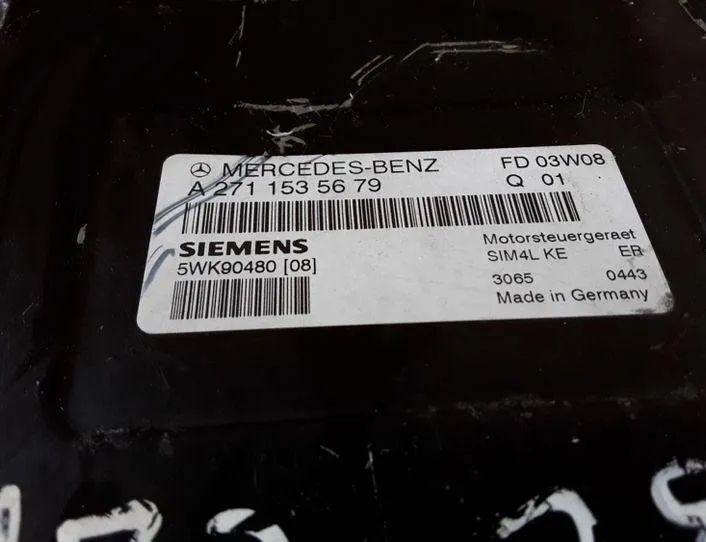 MERCEDES-BENZ FD 03W08
A 271 153 56 79 Q 01
SIEMENS Motorsteuergeraet
5WK90480 [08] SIM4L KE EB
3065 0443
Made in Germany